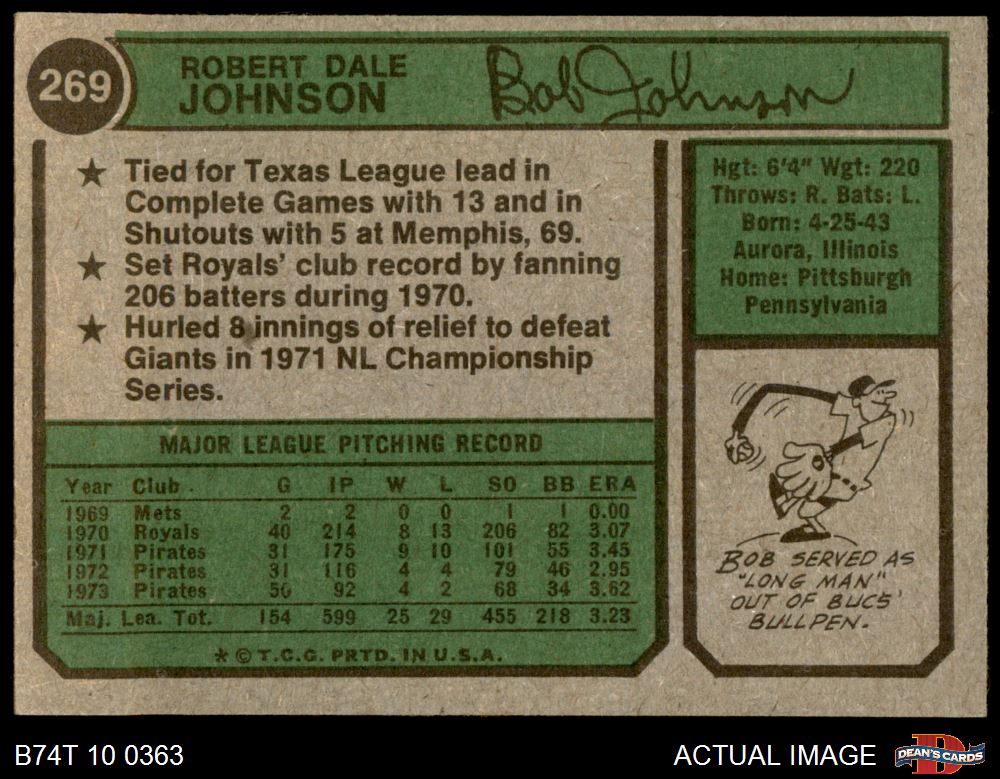 269
ROBERT DALE
JOHNSON
Bob Johnson
★ Tied for Texas League lead in
Complete Games with 13 and in
Shutouts with 5 at Memphis, 69.
★ Set Royals' club record by fanning
206 batters during 1970.
★ Hurled 8 innings of relief to defeat
Giants in 1971 NL Championship
Series.
Hgt: 6'4" Wgt: 220
Throws: R. Bats: L.
Born: 4-25-43
Aurora, Illinois
Home: Pittsburgh
Pennsylvania
MAJOR LEAGUE PITCHING RECORD
Year Club G IP W L SO BB ERA
1969 Mets 2 2 0 0 1 1 0.00
1970 Royals 40 214 8 13 206 82 3.07
1971 Pirates 31 175 9 10 101 55 3.45
1972 Pirates 31 116 4 4 79 46 2.95
1973 Pirates 50 92 4 2 68 34 3.62
Maj. Lea. Tot. 154 599 25 29 455 218 3.23
★ © T.C.G. PRTD. IN U.S.A.
BOB SERVED AS
"LONG MAN"
OUT OF BUCS'
BULLPEN.
B74T 10 0363
ACTUAL IMAGE
DEAN'S CARDS